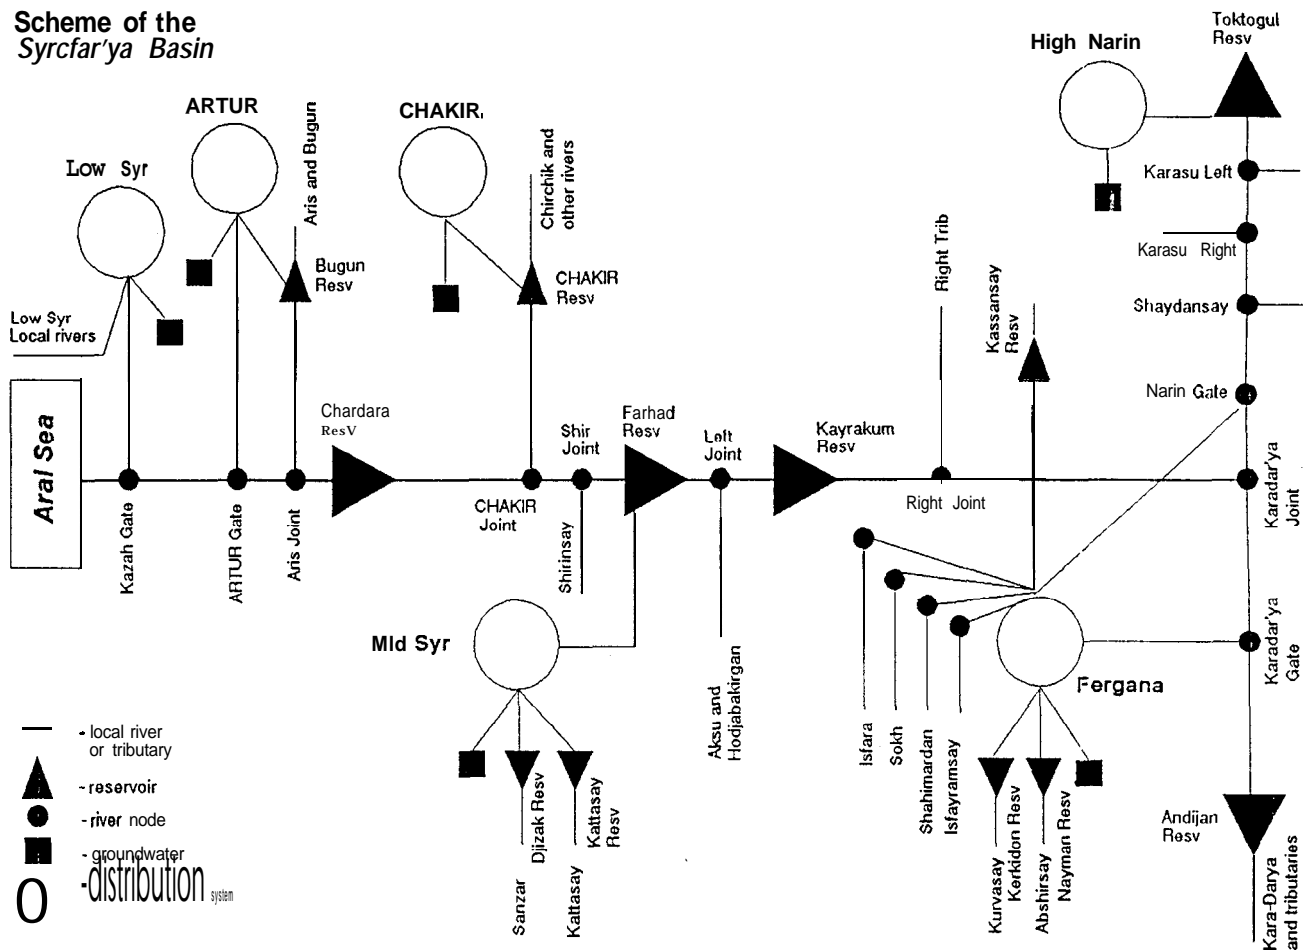 Scheme of the
Syrcfar'ya Basin
Toktogul
Resv
High Narin
ARTUR
CHAKIR.
Low Syr
Aris and Bugun
Chirchik and
other rivers
Karasu Left
Karasu Right
Right Trib
Bugun
Resv
CHAKIR
Resv
Kassansay
Resv
Shaydansay
Low Syr
Local rivers
Narin Gate
Aral Sea
Chardara
ResV
Shir
Joint
Farhad
Resv
Left
Joint
Kayrakum
Resv
Karadar'ya
Joint
Kazah Gate
ARTUR Gate
Aris Joint
CHAKIR
Joint
Shirinsay
Right Joint
Mld Syr
Aksu and
Hodjabakirgan
Isfara
Sokh
Shahimardan
Isfayramsay
Fergana
Karadar'ya
Gate
Sanzar
Djizak Resv
Kattasay
Kattasay
Resv
Kurvasay
Kerkidon Resv
Abshirsay
Nayman Resv
Andijan
Resv
Kara-Darya
and tributaries
- local river
or tributary
- reservoir
- river node
- groundwater
0 -distribution system